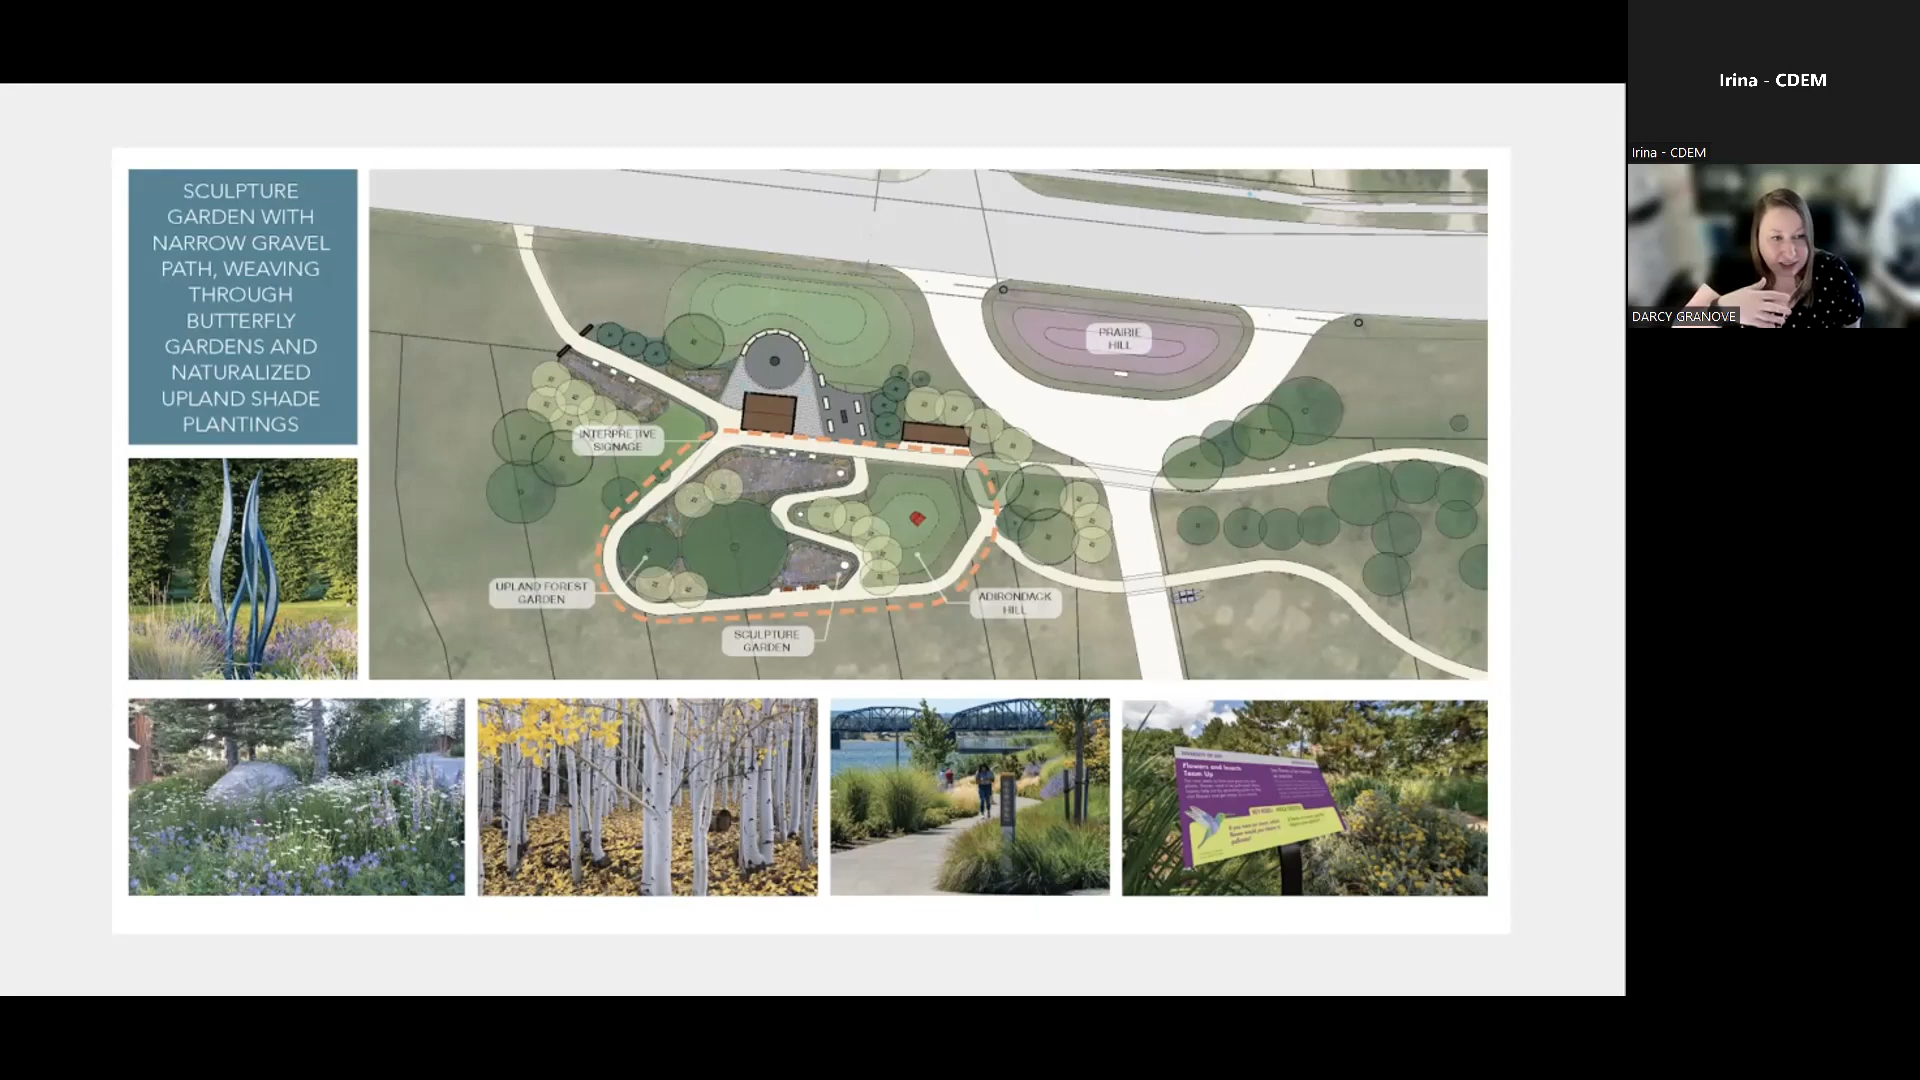 SCULPTURE
GARDEN WITH
NARROW GRAVEL
PATH, WEAVING
THROUGH
BUTTERFLY
GARDENS AND
NATURALIZED
UPLAND SHADE
PLANTINGS
PRAIRIE
HILL
INTERPRETIVE
SIGNAGE
UPLAND FOREST
GARDEN
SCULPTURE
GARDEN
ADIRONDACK
HILL
Flowers and Insects
Team Up
Irina - CDEM
Irina - CDEM
DARCY GRANOVE